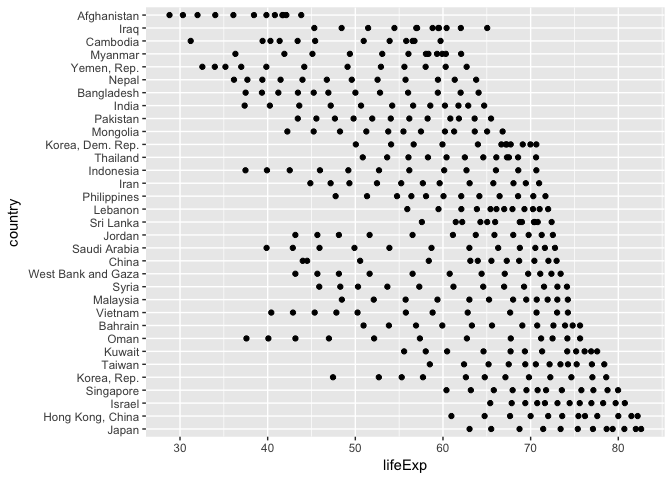 Afghanistan
Iraq
Cambodia
Myanmar
Yemen, Rep.
Nepal
Bangladesh
India
Pakistan
Mongolia
Korea, Dem. Rep.
Thailand
Indonesia
Iran
Philippines
Lebanon
Sri Lanka
Jordan
Saudi Arabia
China
West Bank and Gaza
Syria
Malaysia
Vietnam
Bahrain
Oman
Kuwait
Taiwan
Korea, Rep.
Singapore
Israel
Hong Kong, China
Japan
country
30 40 50 60 70 80
lifeExp